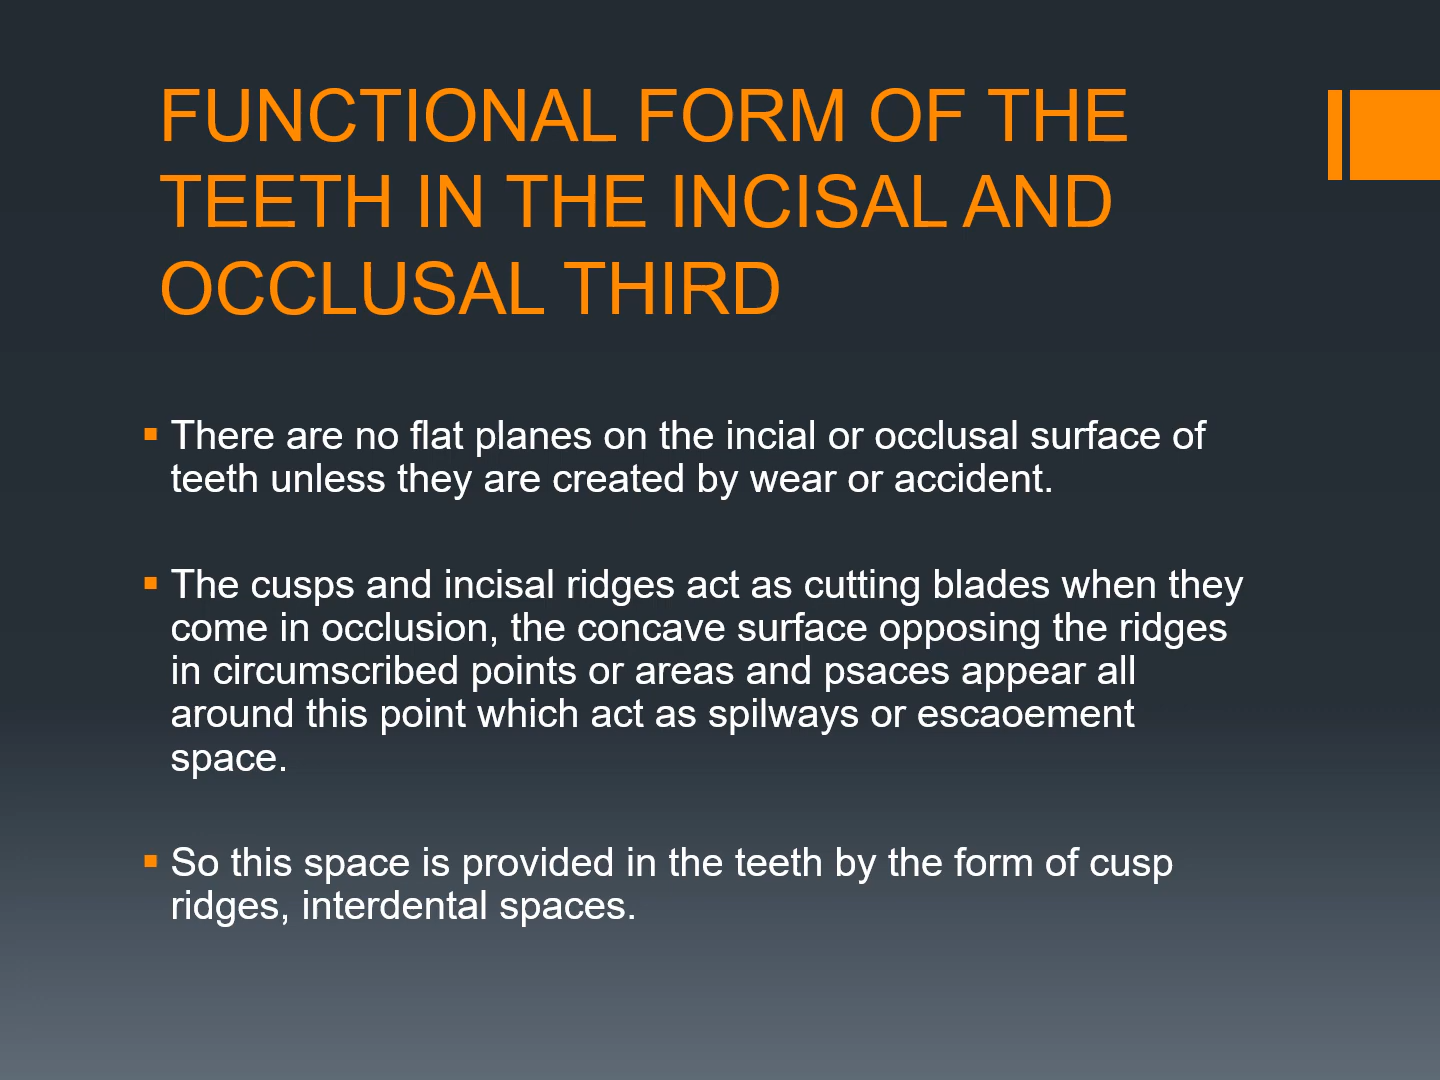 FUNCTIONAL FORM OF THE
TEETH IN THE INCISAL AND
OCCLUSAL THIRD
▪ There are no flat planes on the incial or occlusal surface of
teeth unless they are created by wear or accident.
▪ The cusps and incisal ridges act as cutting blades when they
come in occlusion, the concave surface opposing the ridges
in circumscribed points or areas and psaces appear all
around this point which act as spilways or escaoement
space.
▪ So this space is provided in the teeth by the form of cusp
ridges, interdental spaces.